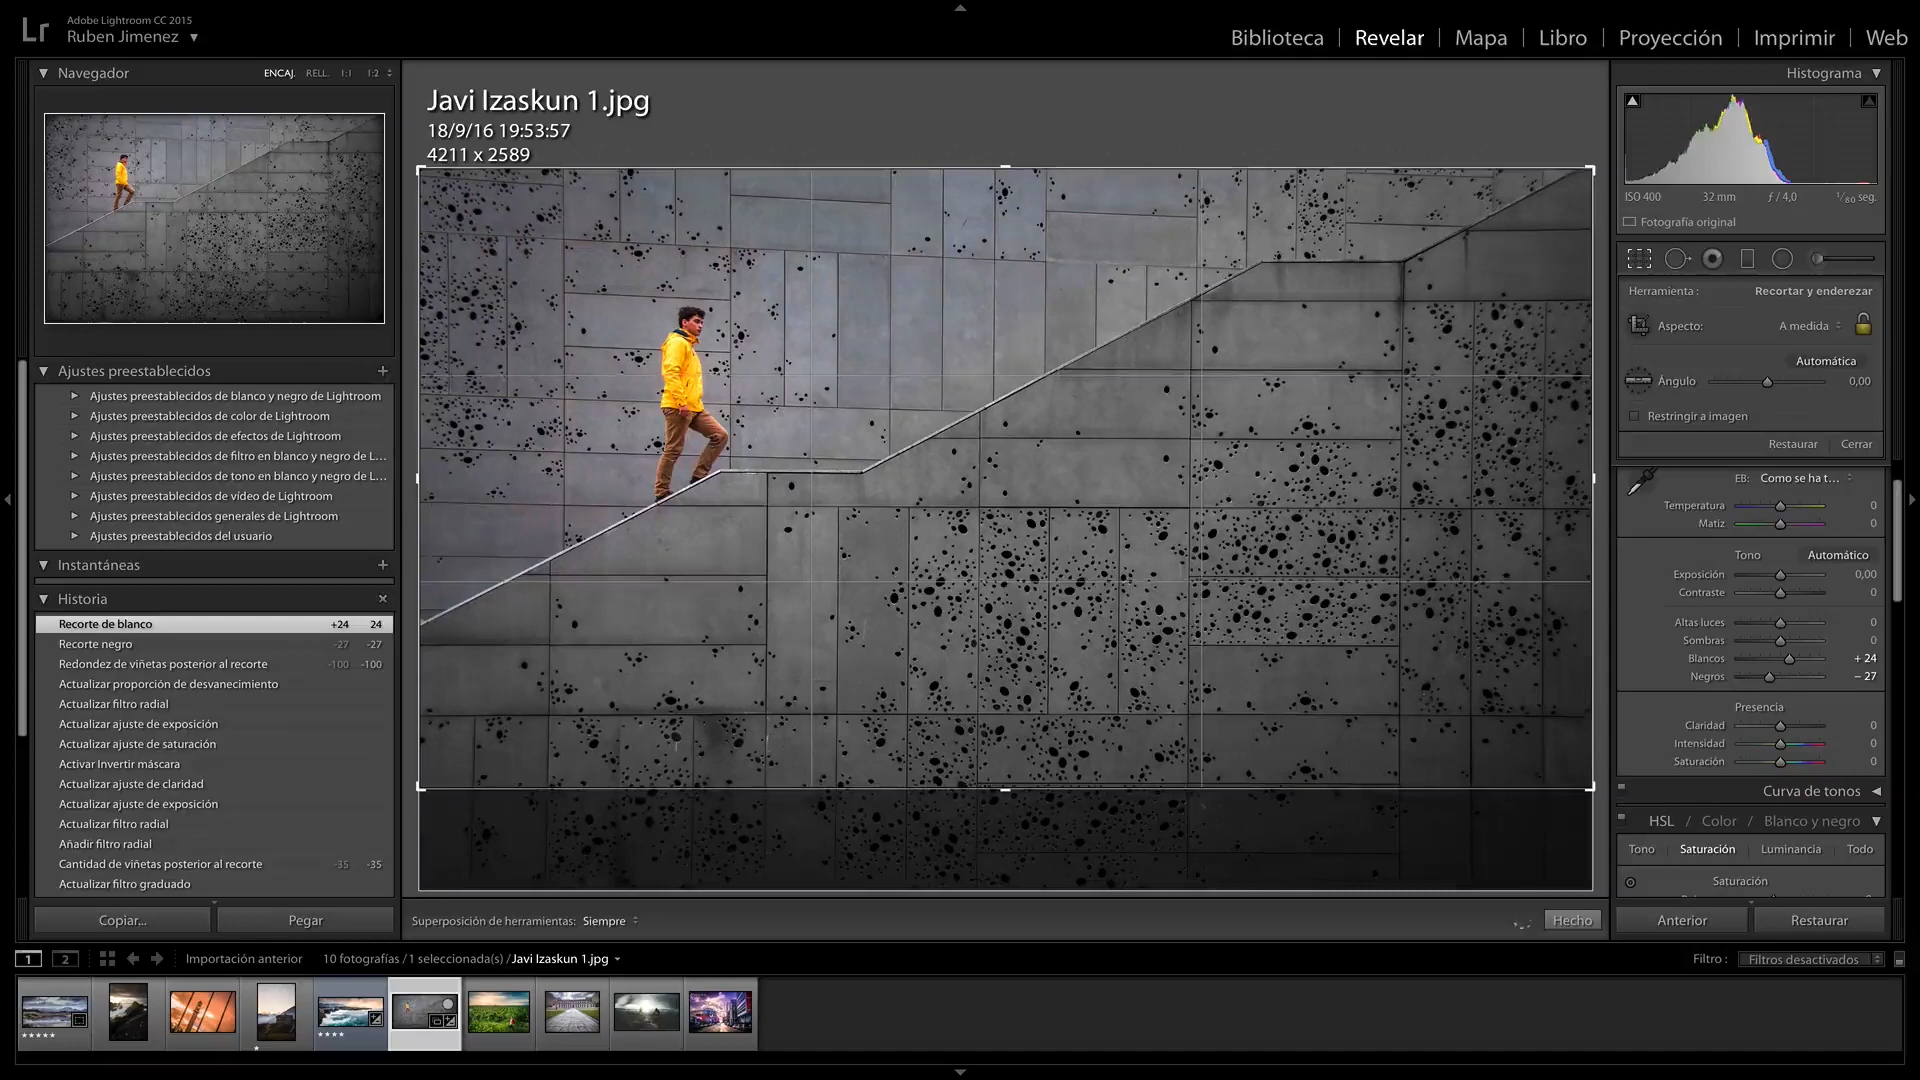 Lr
Adobe Lightroom CC 2015
Ruben Jimenez
Biblioteca | Revelar | Mapa | Libro | Proyección | Imprimir | Web
Navegador ENCAJ. RELL. 1:1 1:2
Javi Izaskun 1.jpg
18/9/16 19:53:57
4211 x 2589
Ajustes preestablecidos +
Ajustes preestablecidos de blanco y negro de Lightroom
Ajustes preestablecidos de color de Lightroom
Ajustes preestablecidos de efectos de Lightroom
Ajustes preestablecidos de filtro en blanco y negro de L...
Ajustes preestablecidos de tono en blanco y negro de L...
Ajustes preestablecidos de vídeo de Lightroom
Ajustes preestablecidos generales de Lightroom
Ajustes preestablecidos del usuario
Instantáneas +
Historia ×
Recorte de blanco +24 24
Recorte negro -27 -27
Redondez de viñetas posterior al recorte -100 -100
Actualizar proporción de desvanecimiento
Actualizar filtro radial
Actualizar ajuste de exposición
Actualizar ajuste de saturación
Activar Invertir máscara
Actualizar ajuste de claridad
Actualizar ajuste de exposición
Actualizar filtro radial
Añadir filtro radial
Cantidad de viñetas posterior al recorte -35 -35
Actualizar filtro graduado
Copiar... Pegar
Superposición de herramientas: Siempre
Hecho
Histograma
ISO 400 32 mm ƒ / 4,0 1/80 seg.
Fotografía original
Herramienta : Recortar y enderezar
Aspecto: A medida
Automática
Ángulo 0,00
Restringir a imagen
Restaurar Cerrar
EB: Como se ha t...
Temperatura 0
Matiz 0
Tono Automático
Exposición 0,00
Contraste 0
Altas luces 0
Sombras 0
Blancos + 24
Negros − 27
Presencia
Claridad 0
Intensidad 0
Saturación 0
Curva de tonos
HSL / Color / Blanco y negro
Tono Saturación Luminancia Todo
Saturación
Anterior Restaurar
1 2 Importación anterior 10 fotografías /1 seleccionada(s) /Javi Izaskun 1.jpg
Filtro : Filtros desactivados